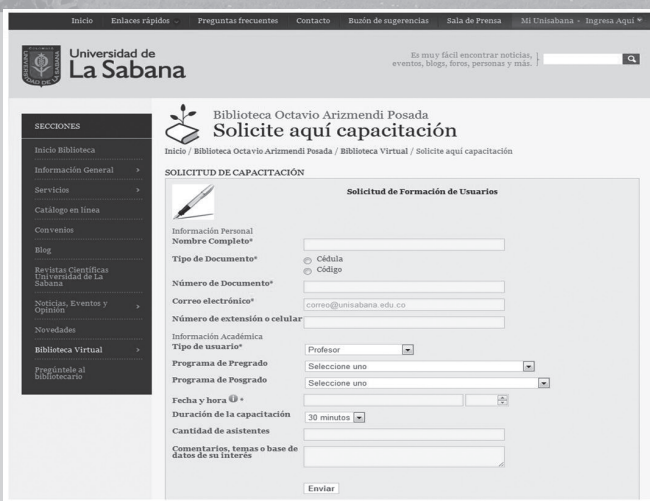 Inicio Enlaces rápidos Preguntas frecuentes Contacto Buzón de sugerencias Sala de Prensa Mi Unisabana - Ingresa Aquí
Universidad de
La Sabana
Es muy fácil encontrar noticias,
eventos, blogs, foros, personas y más.
SECCIONES
Inicio Biblioteca
Información General >
Servicios >
Catálogo en línea
Convenios
Blog
Revistas Científicas
Universidad de La
Sabana
Noticias, Eventos y
Opinión >
Novedades
Biblioteca Virtual >
Pregúntele al
bibliotecario
Biblioteca Octavio Arizmendi Posada
Solicite aquí capacitación
Inicio / Biblioteca Octavio Arizmendi Posada / Biblioteca Virtual / Solicite aquí capacitación
SOLICITUD DE CAPACITACIÓN
Solicitud de Formación de Usuarios
Información Personal
Nombre Completo*
Tipo de Documento* Cédula
Código
Número de Documento*
Correo electrónico* correo@unisabana.edu.co
Número de extensión o celular
Información Académica
Tipo de usuario* Profesor
Programa de Pregrado Seleccione uno
Programa de Posgrado Seleccione uno
Fecha y hora *
Duración de la capacitación 30 minutos
Cantidad de asistentes
Comentarios, temas o base de
datos de su interés
Enviar